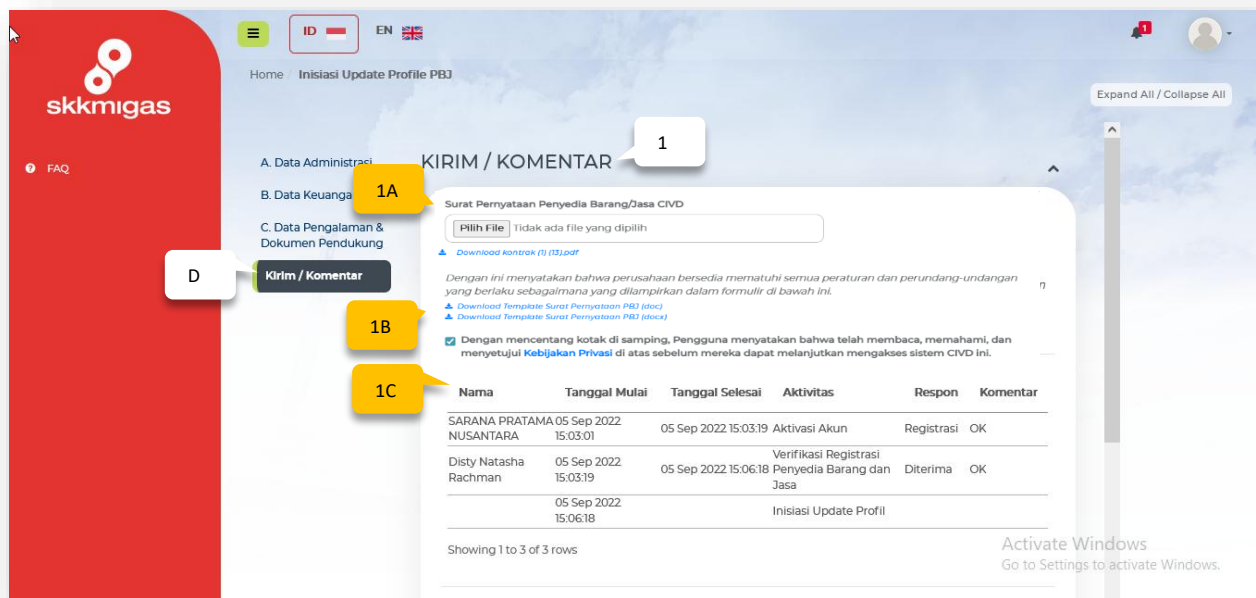 ID
EN
1
Home / Inisiasi Update Profile PBJ
Expand All / Collapse All
skkmigas
FAQ
A. Data Administrasi
B. Data Keuanga
C. Data Pengalaman &
Dokumen Pendukung
Kirim / Komentar
D
KIRIM / KOMENTAR
1
1A
Surat Pernyataan Penyedia Barang/Jasa CIVD
Pilih File Tidak ada file yang dipilih
Download kontrak (1) (13).pdf
Dengan ini menyatakan bahwa perusahaan bersedia mematuhi semua peraturan dan perundang-undangan
yang berlaku sebagaimana yang dilampirkan dalam formulir di bawah ini.
n
1B
Download Template Surat Pernyataan PBJ (doc)
Download Template Surat Pernyataan PBJ (docx)
Dengan mencentang kotak di samping, Pengguna menyatakan bahwa telah membaca, memahami, dan
menyetujui Kebijakan Privasi di atas sebelum mereka dapat melanjutkan mengakses sistem CIVD ini.
1C
Nama Tanggal Mulai Tanggal Selesai Aktivitas Respon Komentar
SARANA PRATAMA NUSANTARA 05 Sep 2022 15:03:01 05 Sep 2022 15:03:19 Aktivasi Akun Registrasi OK
Disty Natasha Rachman 05 Sep 2022 15:03:19 05 Sep 2022 15:06:18 Verifikasi Registrasi Penyedia Barang dan Jasa Diterima OK
05 Sep 2022 15:06:18 Inisiasi Update Profil
Showing 1 to 3 of 3 rows
Activate Windows
Go to Settings to activate Windows.